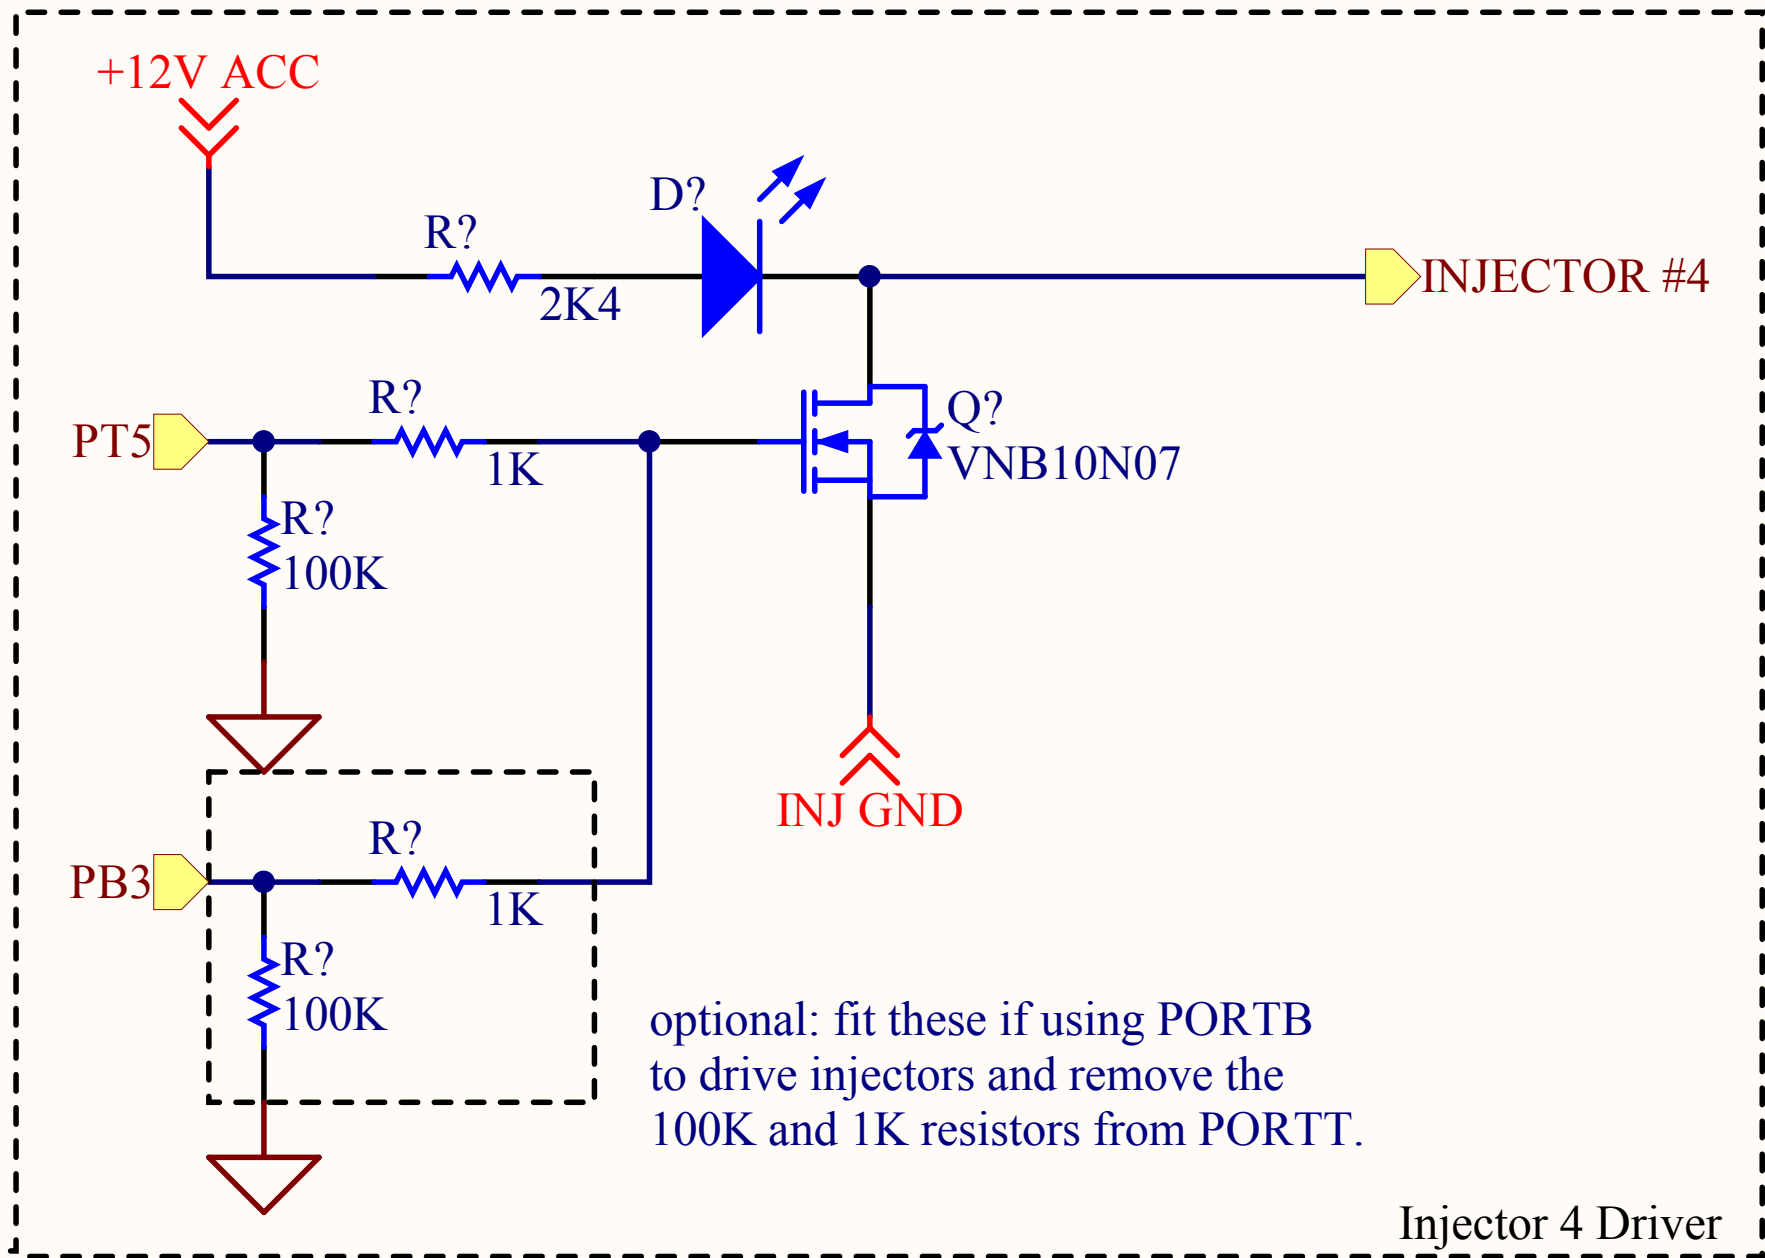 +12V ACC
D?
R?
2K4
INJECTOR #4
R?
PT5
1K
Q?
VNB10N07
R?
100K
INJ GND
R?
PB3
1K
R?
100K
optional: fit these if using PORTB
to drive injectors and remove the
100K and 1K resistors from PORTT.
Injector 4 Driver